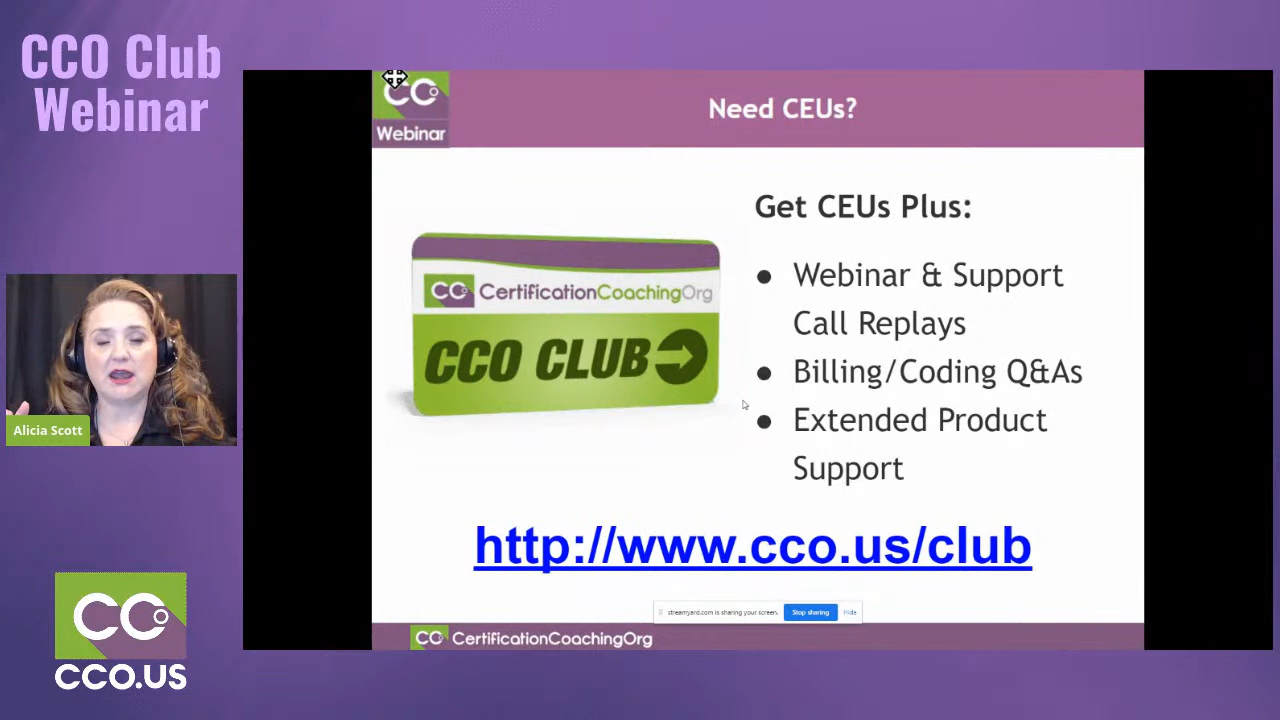 CCO Club
Webinar
CCO
Webinar
Need CEUs?
Get CEUs Plus:
CCO CertificationCoachingOrg
CCO CLUB
● Webinar & Support
Call Replays
● Billing/Coding Q&As
● Extended Product
Support
http://www.cco.us/club
Alicia Scott
streamyard.com is sharing your screen. Stop sharing Hide
CCO CertificationCoachingOrg
CCO
CCO.US